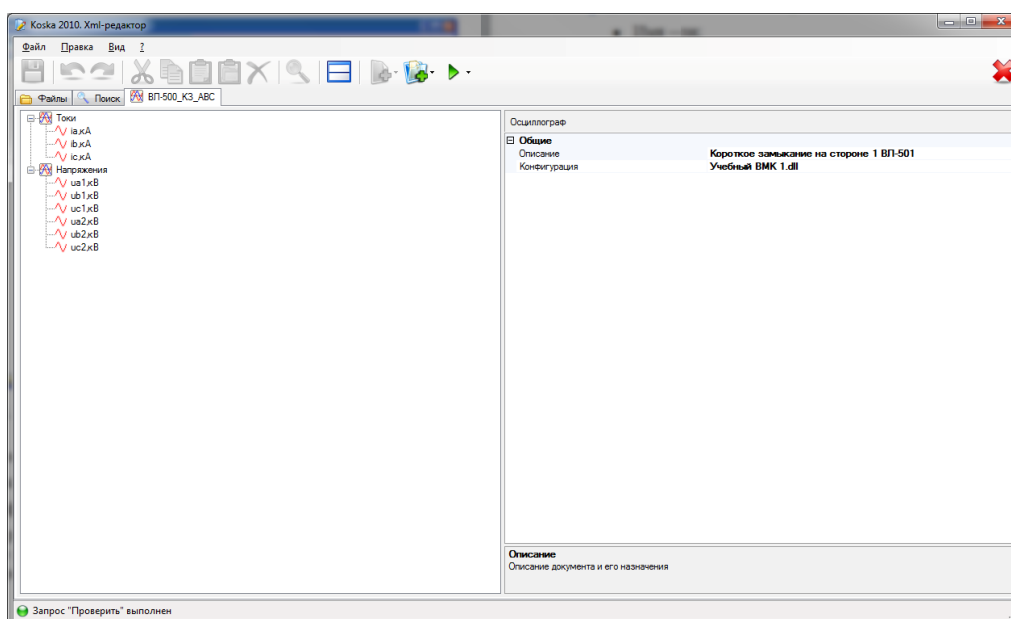 Koska 2010. Xml-редактор
Файл Правка Вид ?
Файлы Поиск ВЛ-500_КЗ_ABC
Токи
ia,кА
ib,кА
ic,кА
Напряжения
ua1,кВ
ub1,кВ
uc1,кВ
ua2,кВ
ub2,кВ
uc2,кВ
Осциллограф
Общие
Описание Короткое замыкание на стороне 1 ВЛ-501
Конфигурация Учебный ВМК 1.dll
Описание
Описание документа и его назначения
Запрос "Проверить" выполнен